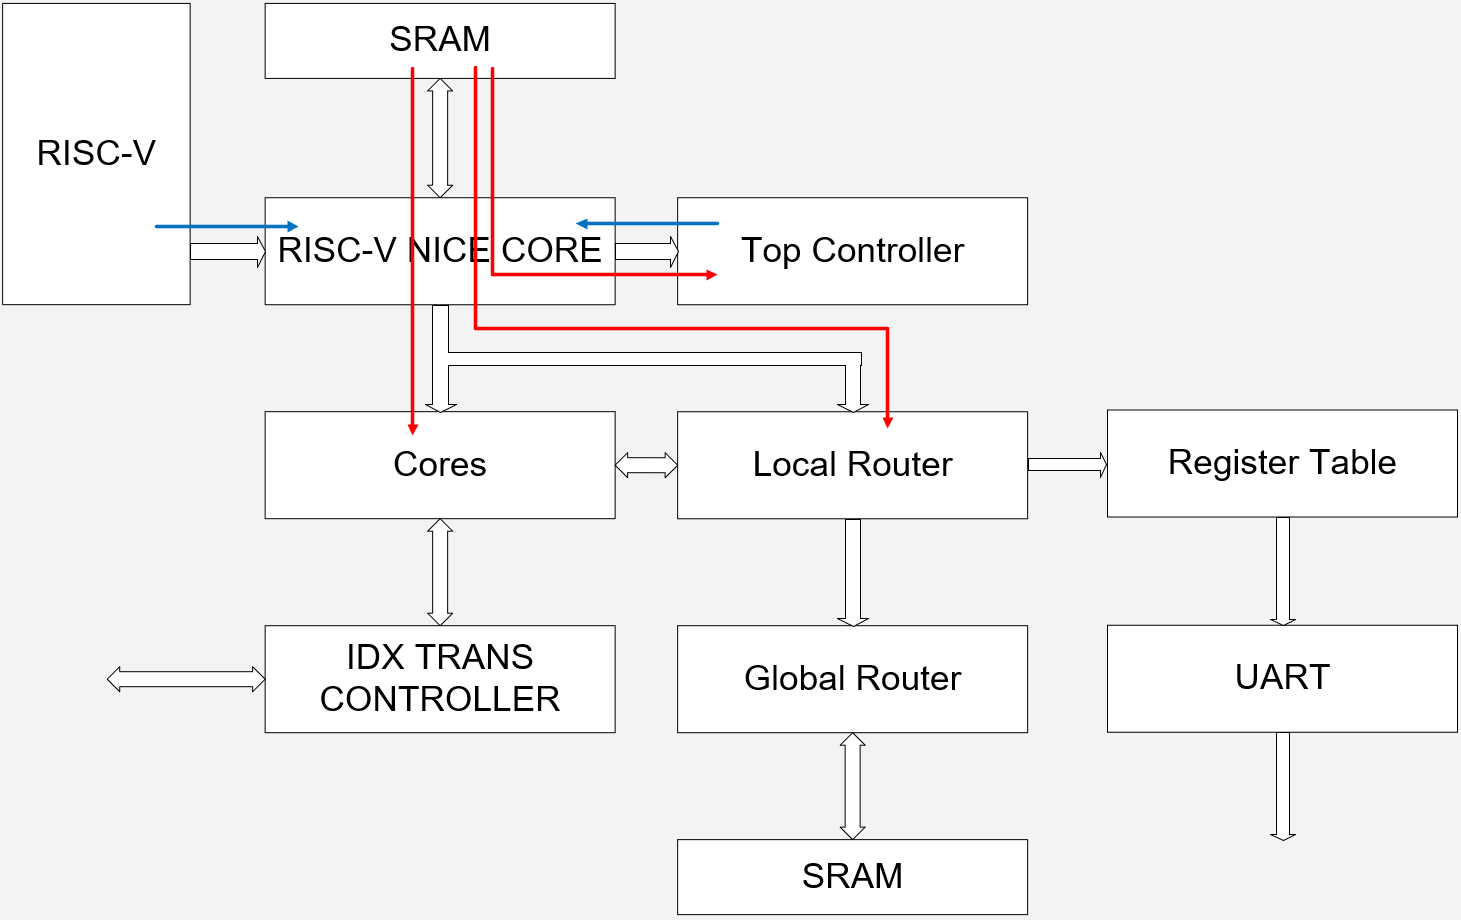 SRAM
RISC-V
RISC-V NICE CORE
Top Controller
Cores
Local Router
Register Table
IDX TRANS
CONTROLLER
Global Router
UART
SRAM